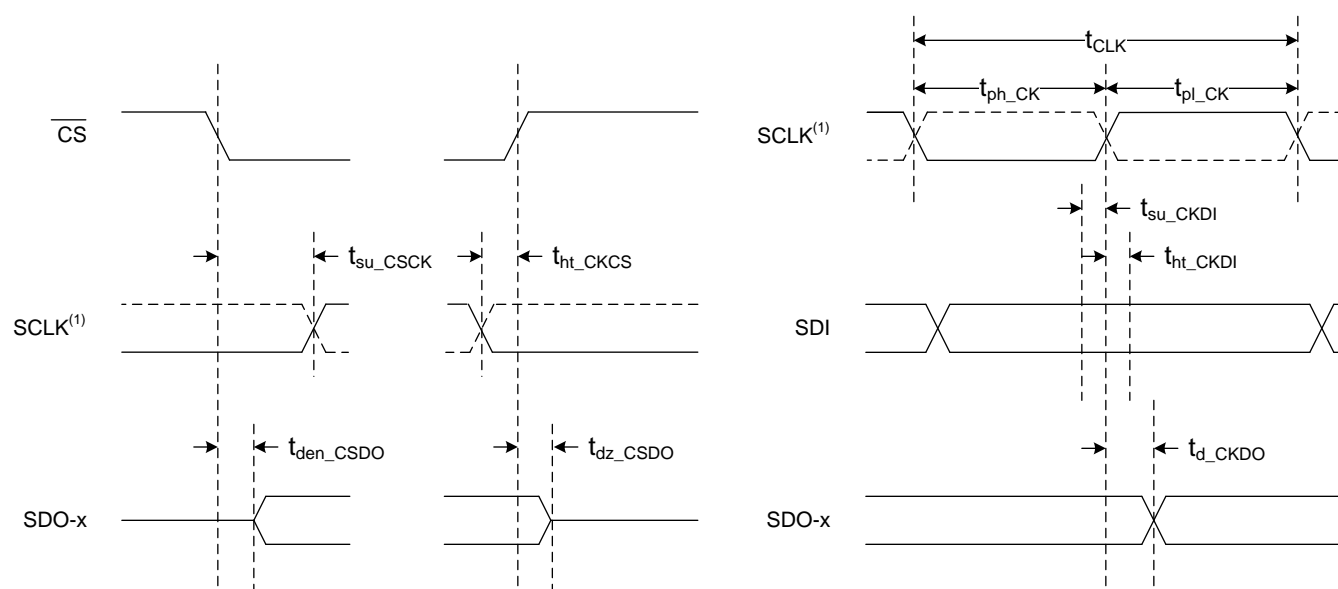 CS
t_su_CSCK
t_ht_CKCS
SCLK(1)
t_den_CSDO
t_dz_CSDO
SDO-x
t_CLK
t_ph_CK
t_pl_CK
SCLK(1)
t_su_CKDI
t_ht_CKDI
SDI
t_d_CKDO
SDO-x